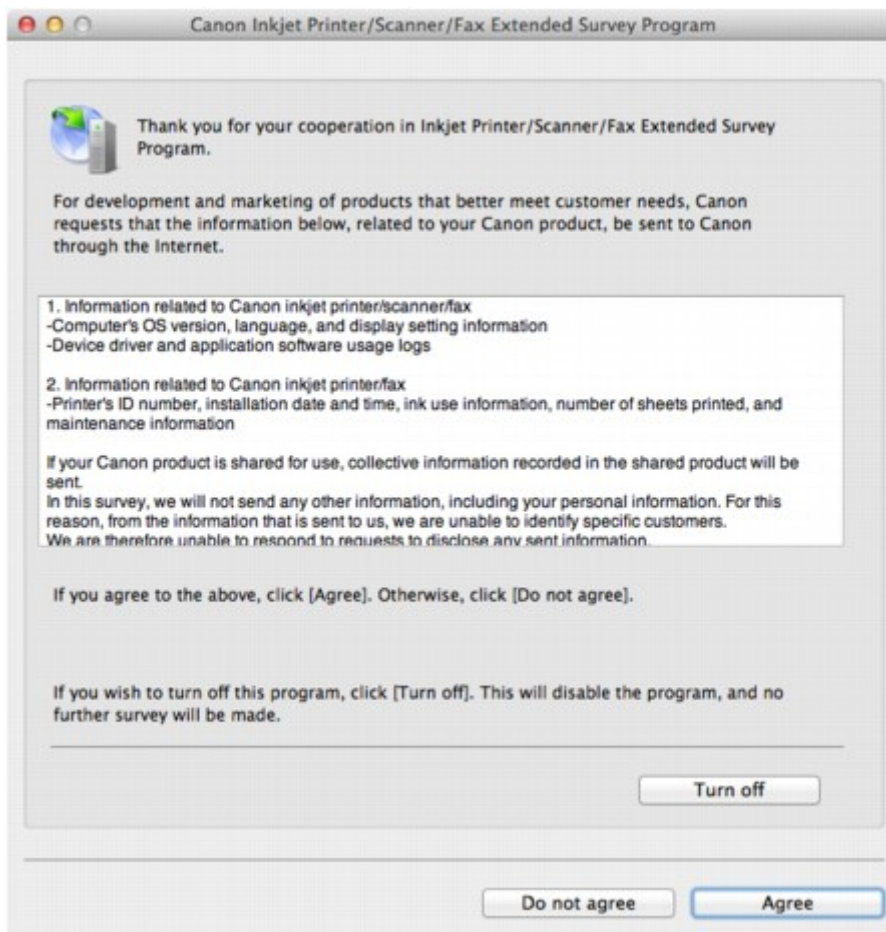 Canon Inkjet Printer/Scanner/Fax Extended Survey Program
Thank you for your cooperation in Inkjet Printer/Scanner/Fax Extended Survey
Program.
For development and marketing of products that better meet customer needs, Canon
requests that the information below, related to your Canon product, be sent to Canon
through the Internet.
1. Information related to Canon inkjet printer/scanner/fax
-Computer's OS version, language, and display setting information
-Device driver and application software usage logs
2. Information related to Canon inkjet printer/fax
-Printer's ID number, installation date and time, ink use information, number of sheets printed, and
maintenance information
If your Canon product is shared for use, collective information recorded in the shared product will be
sent.
In this survey, we will not send any other information, including your personal information. For this
reason, from the information that is sent to us, we are unable to identify specific customers.
We are therefore unable to respond to requests to disclose any sent information.
If you agree to the above, click [Agree]. Otherwise, click [Do not agree].
If you wish to turn off this program, click [Turn off]. This will disable the program, and no
further survey will be made.
Turn off
Do not agree
Agree